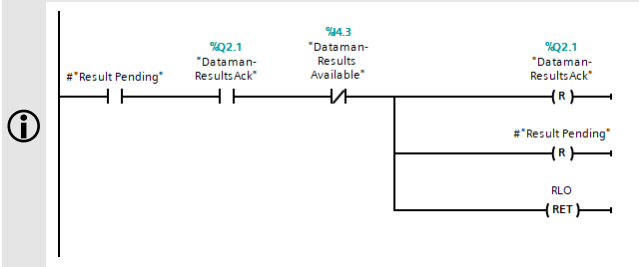 %I4.3
%Q2.1
"Dataman-
%Q2.1
"Dataman-
Results
"Dataman-
#"Result Pending"
ResultsAck"
Available"
ResultsAck"
( R )
#"Result Pending"
( R )
RLO
( RET )
i